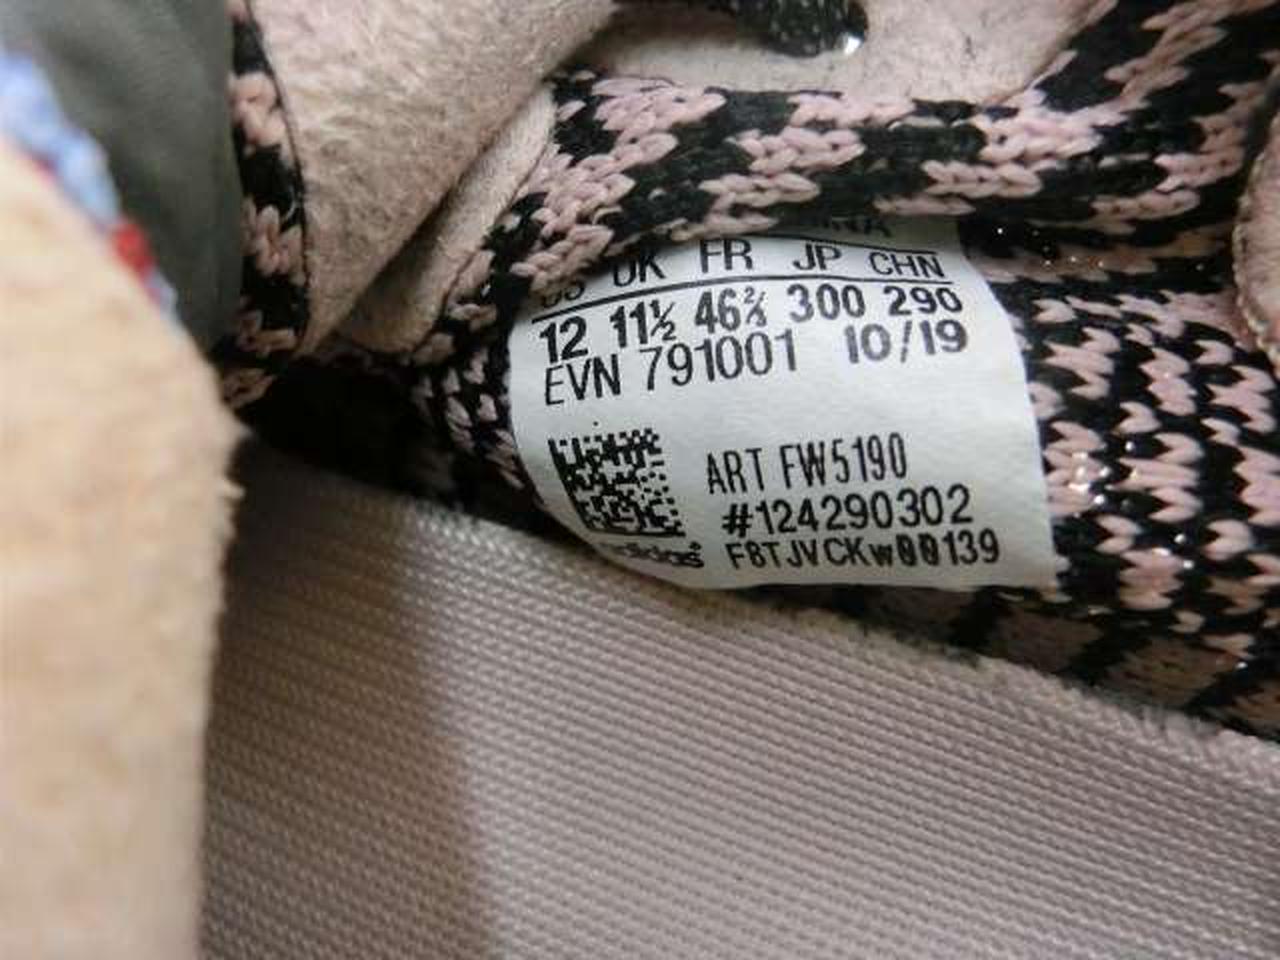 US UK FR JP CHN
12 11½ 46⅔ 300 290
EVN 791001 10/19
ART FW5190
#124290302
adidas® F8TJVCKw00139